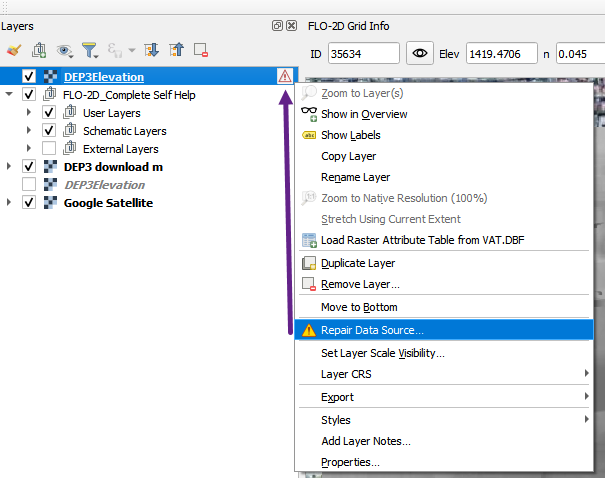 Layers
FLO-2D Grid Info
ID 35634 Elev 1419.4706 n 0.045
DEP3Elevation
FLO-2D_Complete Self Help
User Layers
Schematic Layers
External Layers
DEP3 download m
DEP3Elevation
Google Satellite
Zoom to Layer(s)
Show in Overview
abc Show Labels
Copy Layer
Rename Layer
Zoom to Native Resolution (100%)
Stretch Using Current Extent
Load Raster Attribute Table from VAT.DBF
Duplicate Layer
Remove Layer...
Move to Bottom
Repair Data Source...
Set Layer Scale Visibility...
Layer CRS
Export
Styles
Add Layer Notes...
Properties...